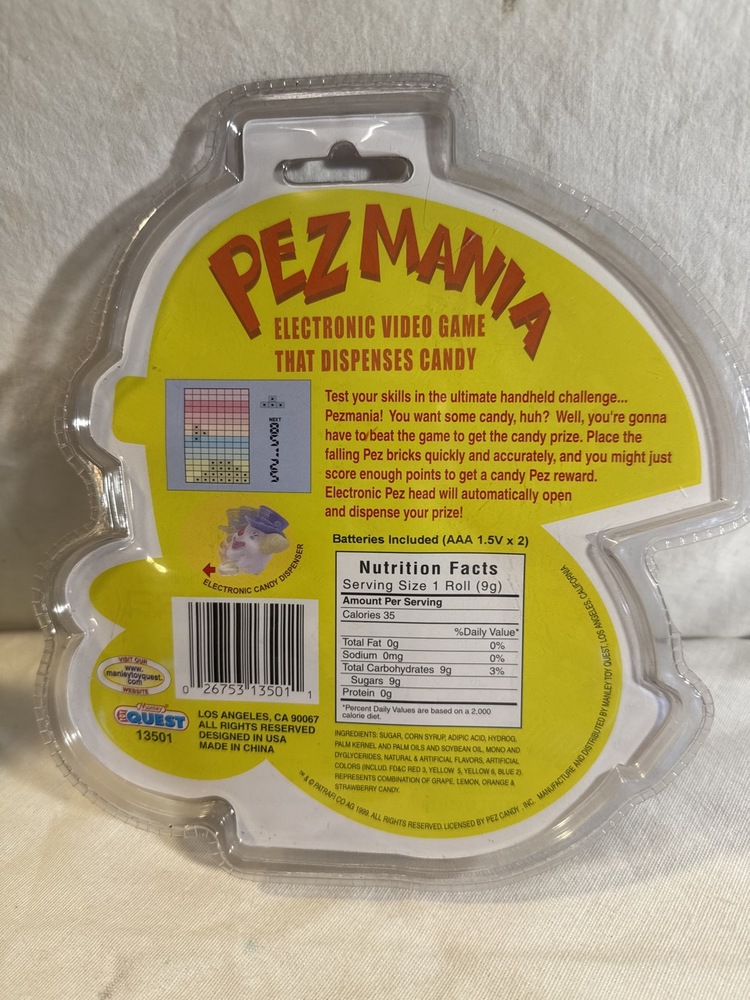 PEZ MANIA
ELECTRONIC VIDEO GAME
THAT DISPENSES CANDY
NEXT
Test your skills in the ultimate handheld challenge...
Pezmania! You want some candy, huh? Well, you're gonna
have to beat the game to get the candy prize. Place the
falling Pez bricks quickly and accurately, and you might just
score enough points to get a candy Pez reward.
Electronic Pez head will automatically open
and dispense your prize!
Batteries Included (AAA 1.5V x 2)
ELECTRONIC CANDY DISPENSER
Nutrition Facts
Serving Size 1 Roll (9g)
Amount Per Serving
Calories 35
%Daily Value*
Total Fat 0g 0%
Sodium 0mg 0%
Total Carbohydrates 9g 3%
Sugars 9g
Protein 0g
*Percent Daily Values are based on a 2,000
calorie diet.
0 26753 13501 1
VISIT OUR
www.
manleytoyquest.
com
WEBSITE
Manley
QUEST
13501
LOS ANGELES, CA 90067
ALL RIGHTS RESERVED
DESIGNED IN USA
MADE IN CHINA
INGREDIENTS: SUGAR, CORN SYRUP, ADIPIC ACID, HYDROG.
PALM KERNEL AND PALM OILS AND SOYBEAN OIL, MONO AND
DYGLYCERIDES, NATURAL & ARTIFICIAL FLAVORS, ARTIFICIAL
COLORS (INCLUD. FD&C RED 3, YELLOW 5, YELLOW 6, BLUE 2).
REPRESENTS COMBINATION OF GRAPE, LEMON, ORANGE &
STRAWBERRY CANDY.
™ & © PATRAFI CO AG 1999. ALL RIGHTS RESERVED. LICENSED BY PEZ CANDY, INC. MANUFACTURE AND DISTRIBUTED BY MANLEY TOY QUEST, LOS ANGELES, CALIFORNIA